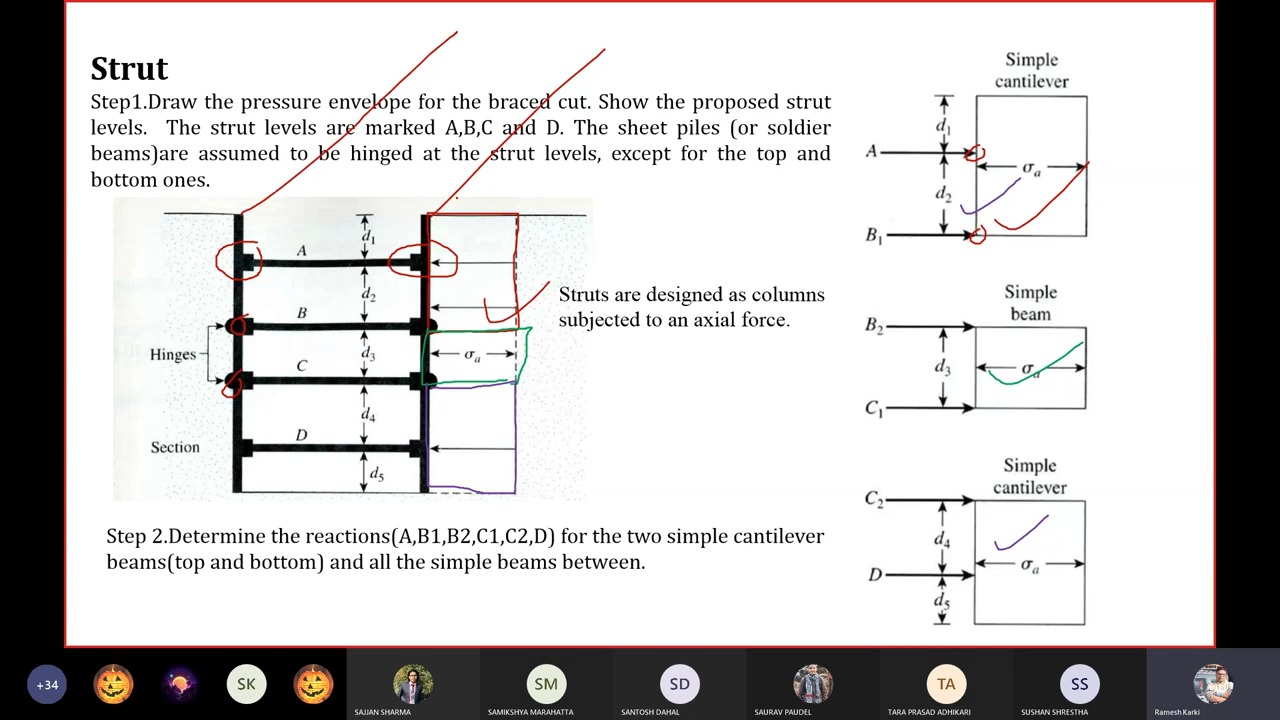 Strut
Step1.Draw the pressure envelope for the braced cut. Show the proposed strut
levels. The strut levels are marked A,B,C and D. The sheet piles (or soldier
beams)are assumed to be hinged at the strut levels, except for the top and
bottom ones.
A
d1
d2
B
Hinges
d3
σa
C
d4
D
Section
d5
Struts are designed as columns
subjected to an axial force.
Step 2.Determine the reactions(A,B1,B2,C1,C2,D) for the two simple cantilever
beams(top and bottom) and all the simple beams between.
Simple
cantilever
d1
A
σa
d2
B1
Simple
beam
B2
d3
σa
C1
Simple
cantilever
C2
d4
σa
D
d5
+34
SK
SM
SD
TA
SS
SAJJAN SHARMA
SAMIKSHYA MARAHATTA
SANTOSH DAHAL
SAURAV PAUDEL
TARA PRASAD ADHIKARI
SUSHAN SHRESTHA
Ramesh Karki